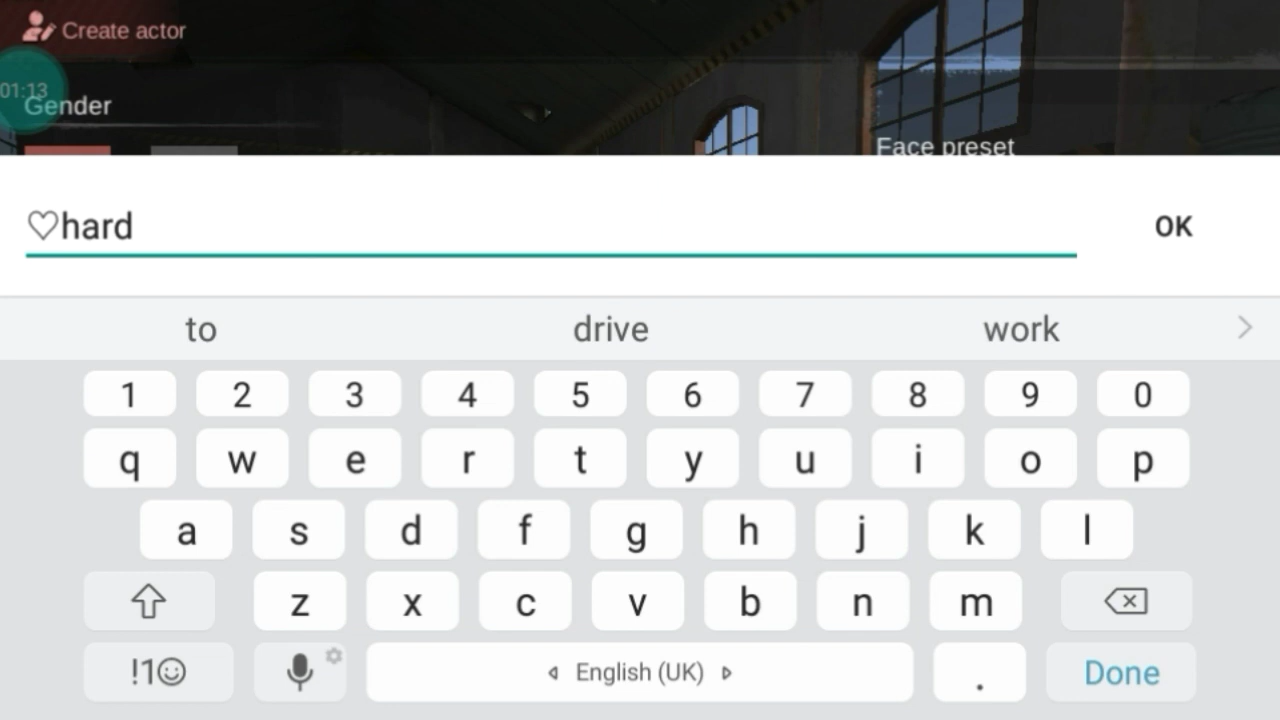 Create actor
01:13
Gender
Face preset
♡hard
OK
to drive work
1 2 3 4 5 6 7 8 9 0
q w e r t y u i o p
a s d f g h j k l
z x c v b n m
!1☺ English (UK) . Done